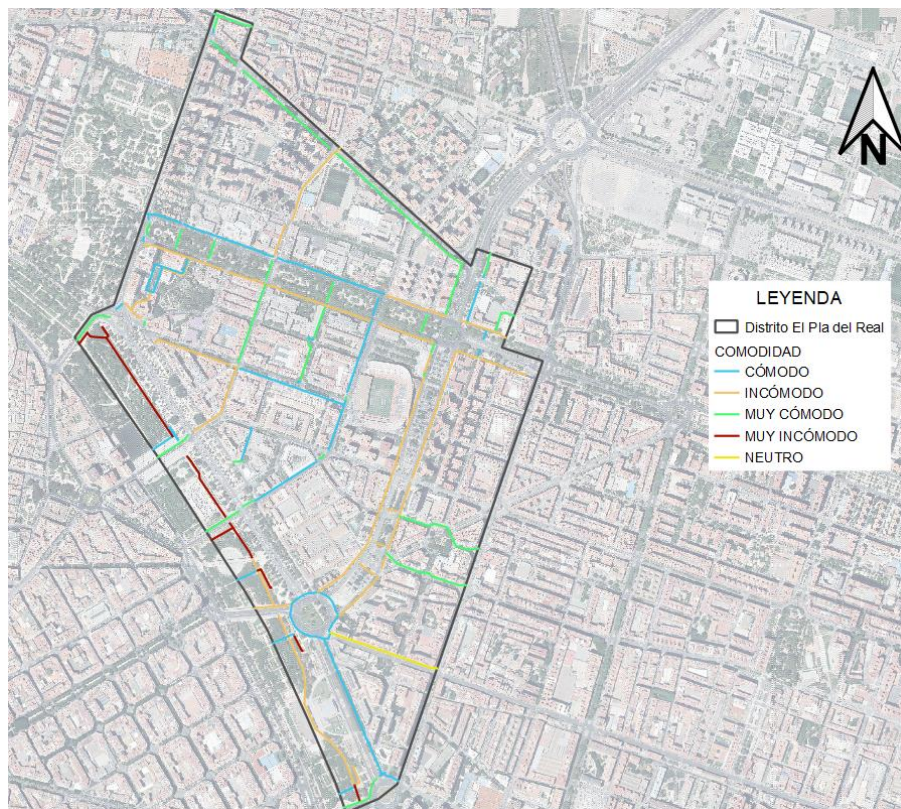 N
LEYENDA
Distrito El Pla del Real
COMODIDAD
CÓMODO
INCÓMODO
MUY CÓMODO
MUY INCÓMODO
NEUTRO